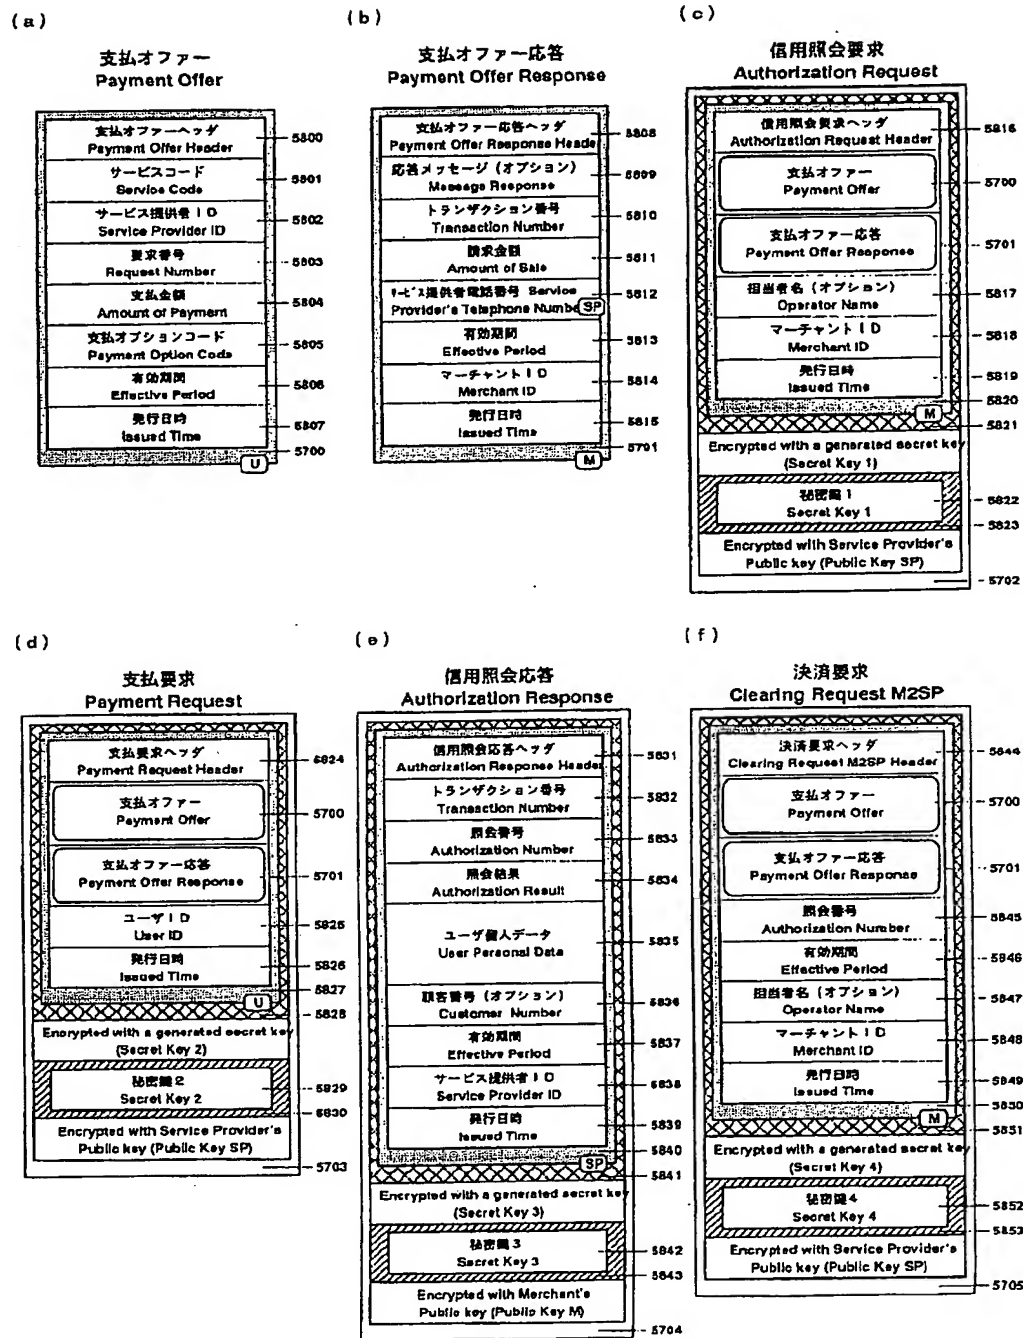 (a)
支払オファー
Payment Offer
支払オファーヘッダ
Payment Offer Header
5800
サービスコード
Service Code
5801
サービス提供者ID
Service Provider ID
5802
要求番号
Request Number
5803
支払金額
Amount of Payment
5804
支払オプションコード
Payment Option Code
5805
有効期間
Effective Period
5806
発行日時
Issued Time
5807
5700
U
(b)
支払オファー応答
Payment Offer Response
支払オファー応答ヘッダ
Payment Offer Response Heade
5808
応答メッセージ(オプション)
Message Response
5809
トランザクション番号
Transaction Number
5810
請求金額
Amount of Sale
5811
サービス提供者電話番号 Service
Provider's Telephone Numbe
SP
5812
有効期間
Effective Period
5813
マーチャントID
Merchant ID
5814
発行日時
Issued Time
5815
5701
M
(c)
信用照会要求
Authorization Request
信用照会要求ヘッダ
Authorization Request Header
5816
支払オファー
Payment Offer
5700
支払オファー応答
Payment Offer Response
5701
担当者名(オプション)
Operator Name
5817
マーチャントID
Merchant ID
5818
発行日時
Issued Time
5819
5820
M
5821
Encrypted with a generated secret key
(Secret Key 1)
秘密鍵1
Secret Key 1
5822
5823
Encrypted with Service Provider's
Public key (Public Key SP)
5702
(d)
支払要求
Payment Request
支払要求ヘッダ
Payment Request Header
5824
支払オファー
Payment Offer
5700
支払オファー応答
Payment Offer Response
5701
ユーザID
User ID
5825
発行日時
Issued Time
5826
5827
U
5828
Encrypted with a generated secret key
(Secret Key 2)
秘密鍵2
Secret Key 2
5829
5830
Encrypted with Service Provider's
Public key (Public Key SP)
5703
(e)
信用照会応答
Authorization Response
信用照会応答ヘッダ
Authorization Response Header
5831
トランザクション番号
Transaction Number
5832
照会番号
Authorization Number
5833
照会結果
Authorization Result
5834
ユーザ個人データ
User Personal Data
5835
顧客番号(オプション)
Customer Number
5836
有効期間
Effective Period
5837
サービス提供者ID
Service Provider ID
5838
発行日時
Issued Time
5839
5840
SP
5841
Encrypted with a generated secret key
(Secret Key 3)
秘密鍵3
Secret Key 3
5842
5843
Encrypted with Merchant's
Public key (Public Key M)
5704
(f)
決済要求
Clearing Request M2SP
決済要求ヘッダ
Clearing Request M2SP Header
5844
支払オファー
Payment Offer
5700
支払オファー応答
Payment Offer Response
5701
照会番号
Authorization Number
5845
有効期間
Effective Period
5846
担当者名(オプション)
Operator Name
5847
マーチャントID
Merchant ID
5848
発行日時
Issued Time
5849
5850
M
5851
Encrypted with a generated secret key
(Secret Key 4)
秘密鍵4
Secret Key 4
5852
5853
Encrypted with Service Provider's
Public key (Public Key SP)
5705